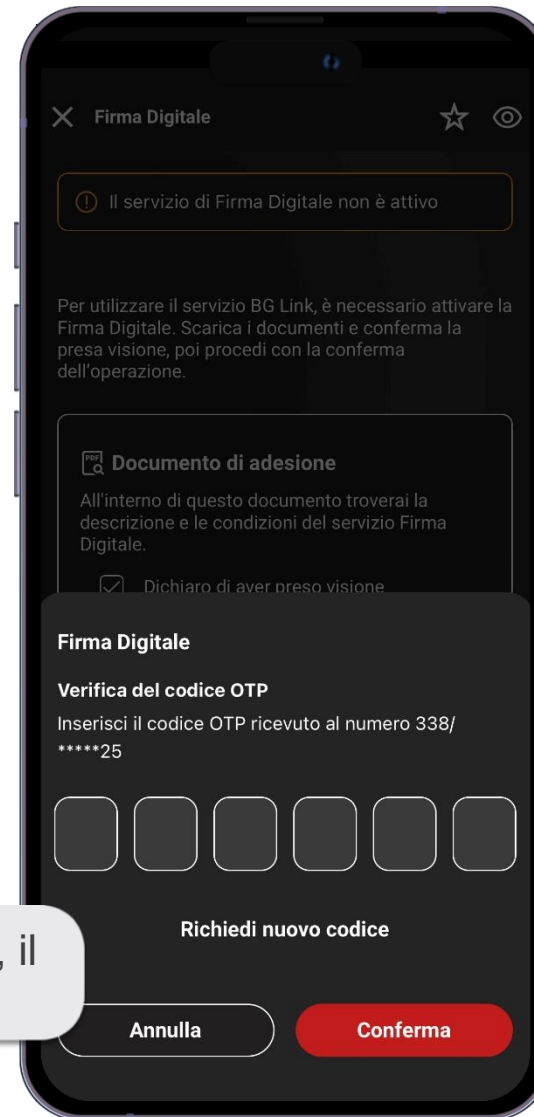 Firma Digitale
Il servizio di Firma Digitale non è attivo
Per utilizzare il servizio BG Link, è necessario attivare la
Firma Digitale. Scarica i documenti e conferma la
presa visione, poi procedi con la conferma
dell'operazione.
PDF
Documento di adesione
All'interno di questo documento troverai la
descrizione e le condizioni del servizio Firma
Digitale.
Dichiaro di aver preso visione
Firma Digitale
Verifica del codice OTP
Inserisci il codice OTP ricevuto al numero 338/
*****25
Richiedi nuovo codice
, il
Annulla
Conferma